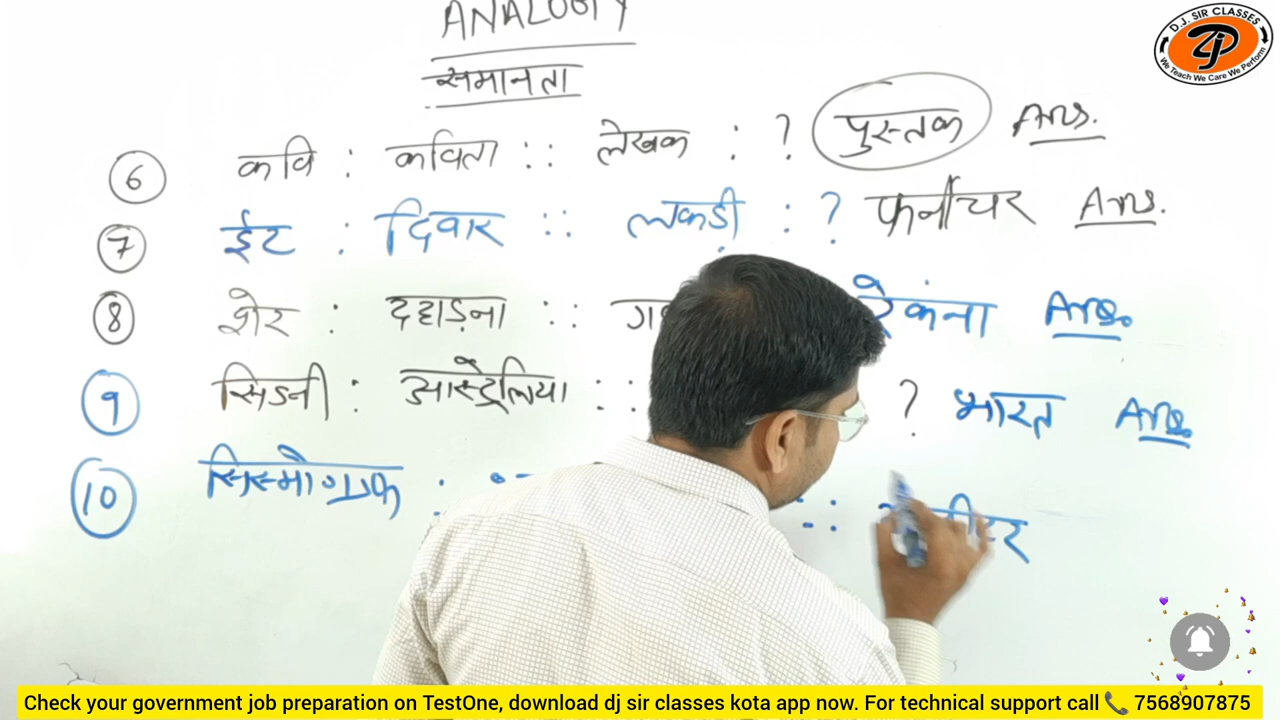 ANALOGY
समानता
6 कवि : कविता :: लेखक : ? पुस्तक Ans.
7 ईट : दिवार :: लकड़ी : ? फर्नीचर Ans.
8 शेर : दहाड़ना :: रेंकना Ans.
9 सिडनी : आस्ट्रेलिया :: ? भारत Ans.
10 सिस्मोग्राफ : ::
D.J. SIR CLASSES
We Teach We Care We Perform
Check your government job preparation on TestOne, download dj sir classes kota app now. For technical support call 📞 7568907875